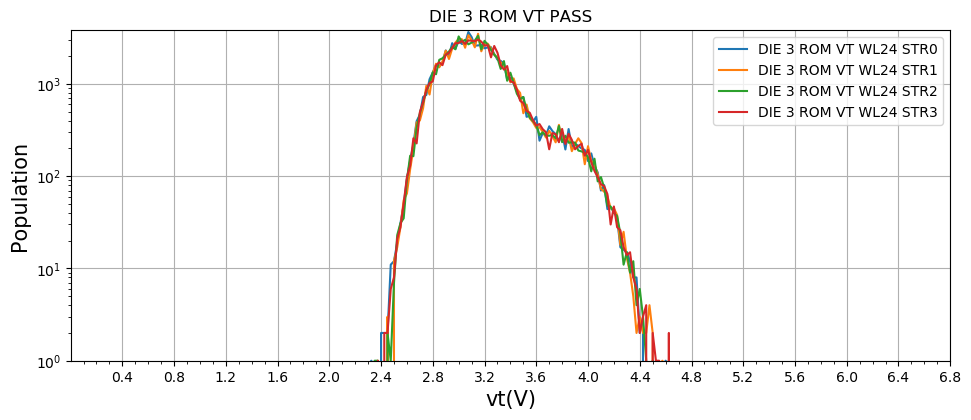 DIE 3 ROM VT PASS
DIE 3 ROM VT WL24 STR0
DIE 3 ROM VT WL24 STR1
DIE 3 ROM VT WL24 STR2
DIE 3 ROM VT WL24 STR3
Population
10³
10²
10¹
10⁰
0.4 0.8 1.2 1.6 2.0 2.4 2.8 3.2 3.6 4.0 4.4 4.8 5.2 5.6 6.0 6.4 6.8
vt(V)